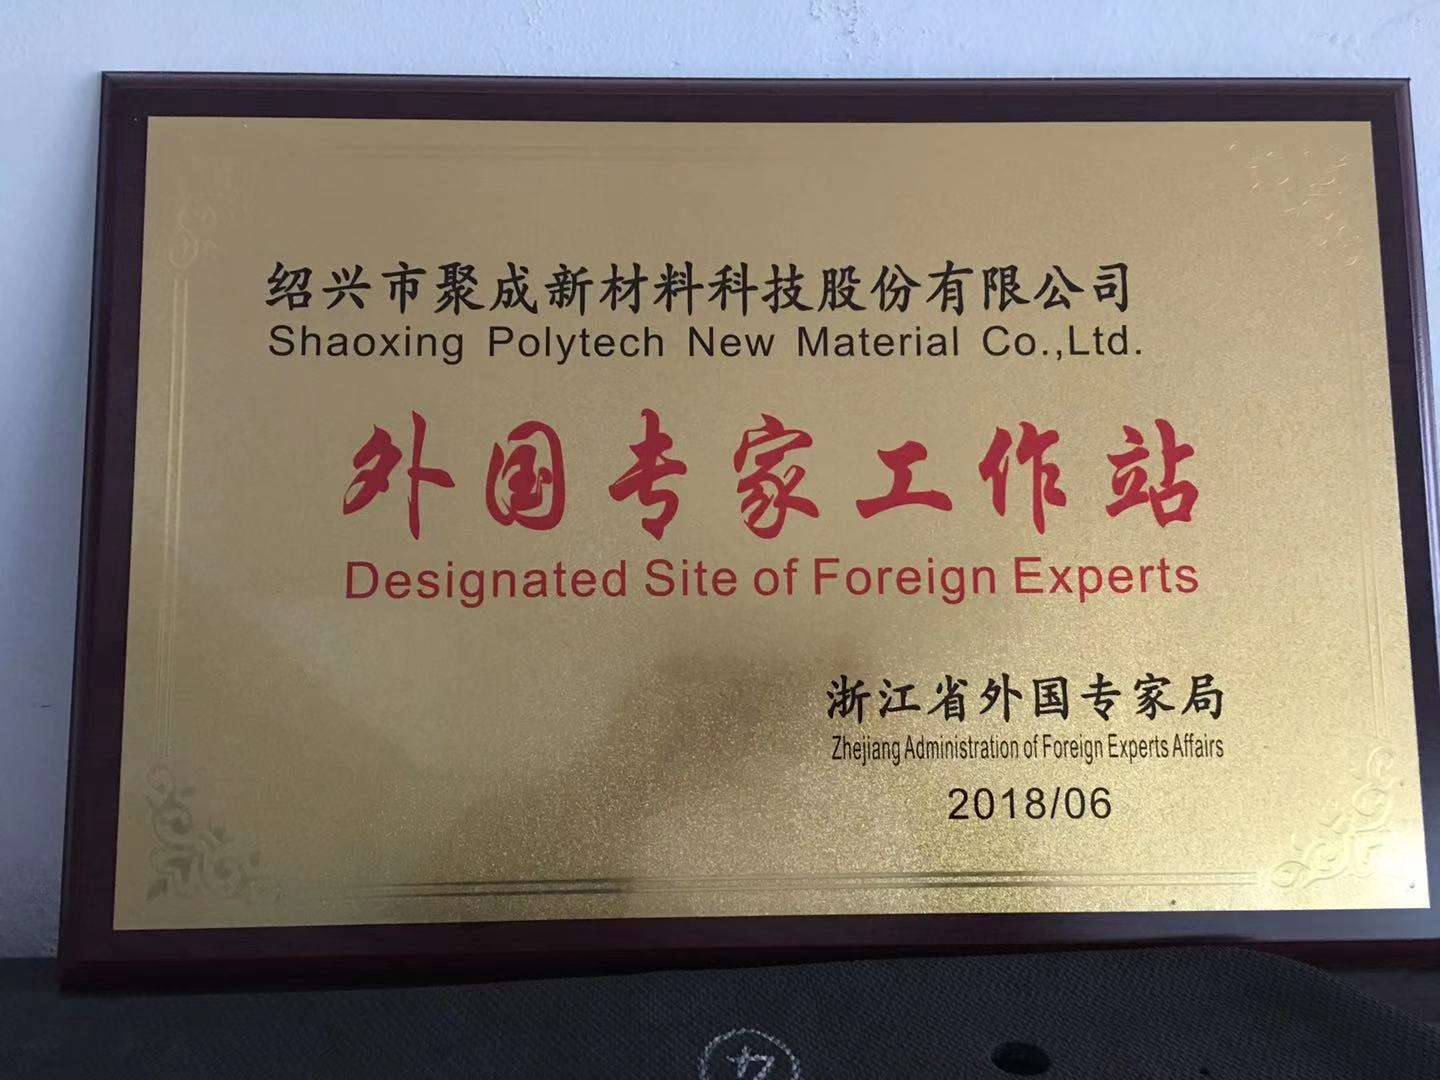 绍兴市聚成新材料科技股份有限公司
Shaoxing Polytech New Material Co.,Ltd.
外国专家工作站
Designated Site of Foreign Experts
浙江省外国专家局
Zhejiang Administration of Foreign Experts Affairs
2018/06